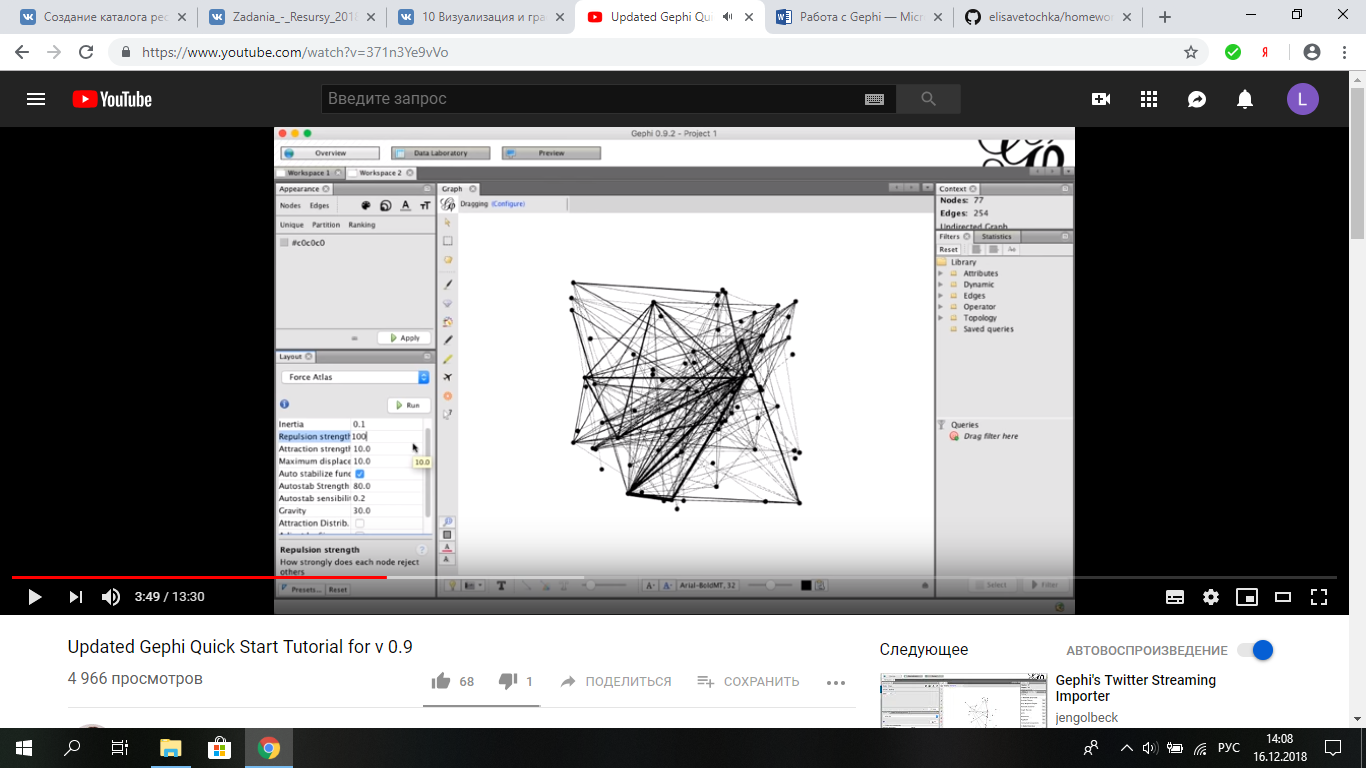 Создание каталога рес
Zadania_-_Resursy_2018
10 Визуализация и гра
Updated Gephi Qui
Работа с Gephi — Micr
elisavetochka/homewor
https://www.youtube.com/watch?v=371n3Ye9vVo
Я
YouTube
Введите запрос
L
Gephi 0.9.2 - Project 1
Overview
Data Laboratory
Preview
Workspace 1
Workspace 2
Appearance
Nodes Edges
Unique Partition Ranking
#c0c0c0
Apply
Layout
Force Atlas
Run
Inertia 0.1
Repulsion strengt 100
Attraction strengt 10.0
Maximum displace 10.0
10.0
Auto stabilize func
Autostab Strength 80.0
Autostab sensibili 0.2
Gravity 30.0
Attraction Distrib.
Repulsion strength
How strongly does each node reject
others
Presets... Reset
Graph
Dragging (Configure)
Arial-BoldMT, 32
Context
Nodes: 77
Edges: 254
Undirected Graph
Filters Statistics
Reset
Library
Attributes
Dynamic
Edges
Operator
Topology
Saved queries
Queries
Drag filter here
Select Filter
3:49 / 13:30
Updated Gephi Quick Start Tutorial for v 0.9
4 966 просмотров
68
1
ПОДЕЛИТЬСЯ
СОХРАНИТЬ
Следующее
АВТОВОСПРОИЗВЕДЕНИЕ
Gephi's Twitter Streaming
Importer
jengolbeck
РУС
14:08
16.12.2018